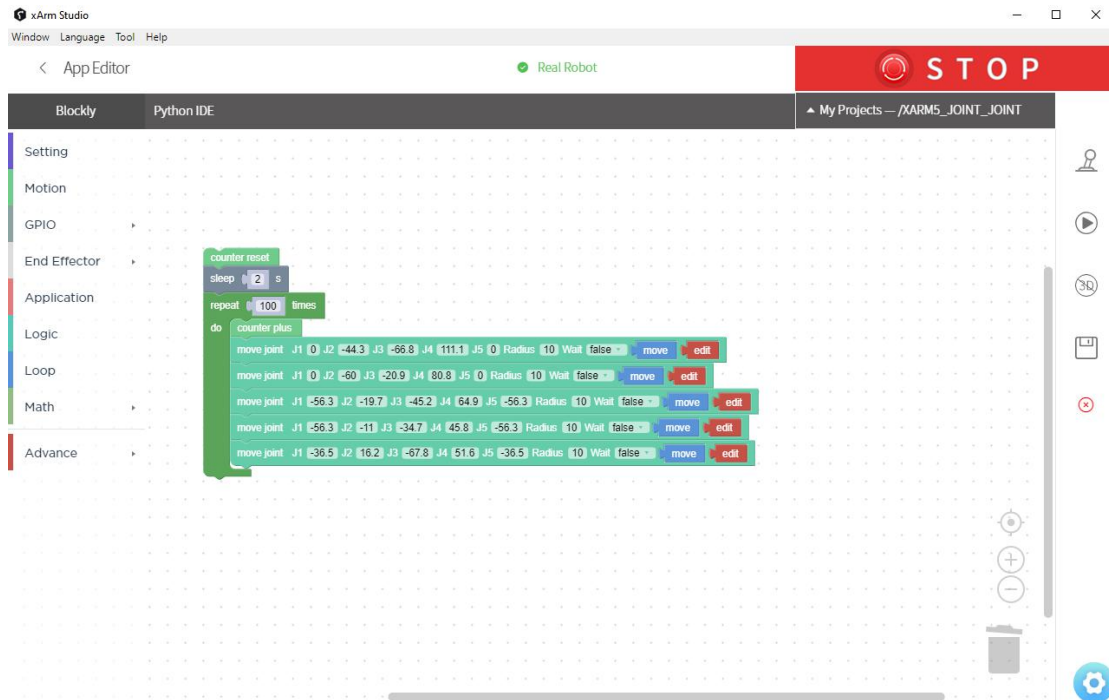 xArm Studio
Window Language Tool Help
< App Editor
Real Robot
STOP
Blockly
Python IDE
My Projects — /XARM5_JOINT_JOINT
Setting
Motion
GPIO
End Effector
Application
Logic
Loop
Math
Advance
counter reset
sleep 2 s
repeat 100 times
do counter plus
move joint J1 0 J2 -44.3 J3 -66.8 J4 111.1 J5 0 Radius 10 Wait false move edit
move joint J1 0 J2 -60 J3 -20.9 J4 80.8 J5 0 Radius 10 Wait false move edit
move joint J1 -56.3 J2 -19.7 J3 -45.2 J4 64.9 J5 -56.3 Radius 10 Wait false move edit
move joint J1 -56.3 J2 -11 J3 -34.7 J4 45.8 J5 -56.3 Radius 10 Wait false move edit
move joint J1 -36.5 J2 16.2 J3 -67.8 J4 51.6 J5 -36.5 Radius 10 Wait false move edit
3D